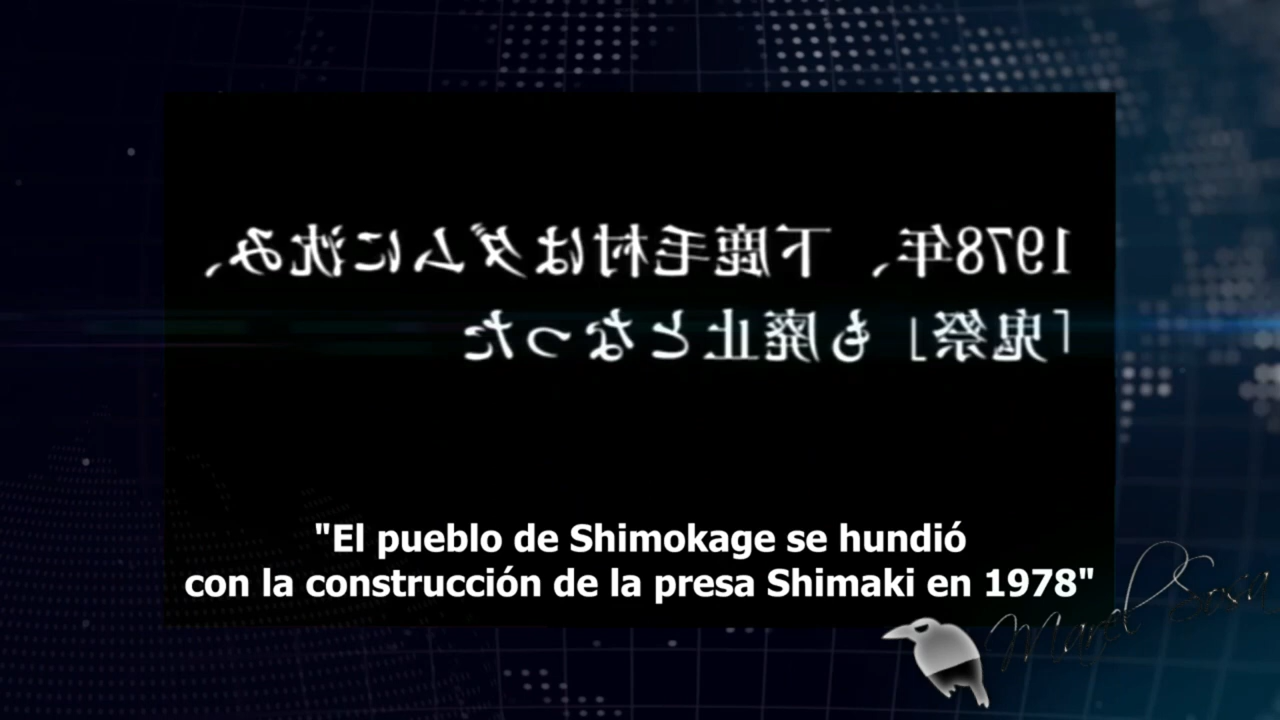 1978年、下鹿毛村はダムに沈み、
「鬼祭」も廃止となった
"El pueblo de Shimokage se hundió
con la construcción de la presa Shimaki en 1978"
Marel Sosa